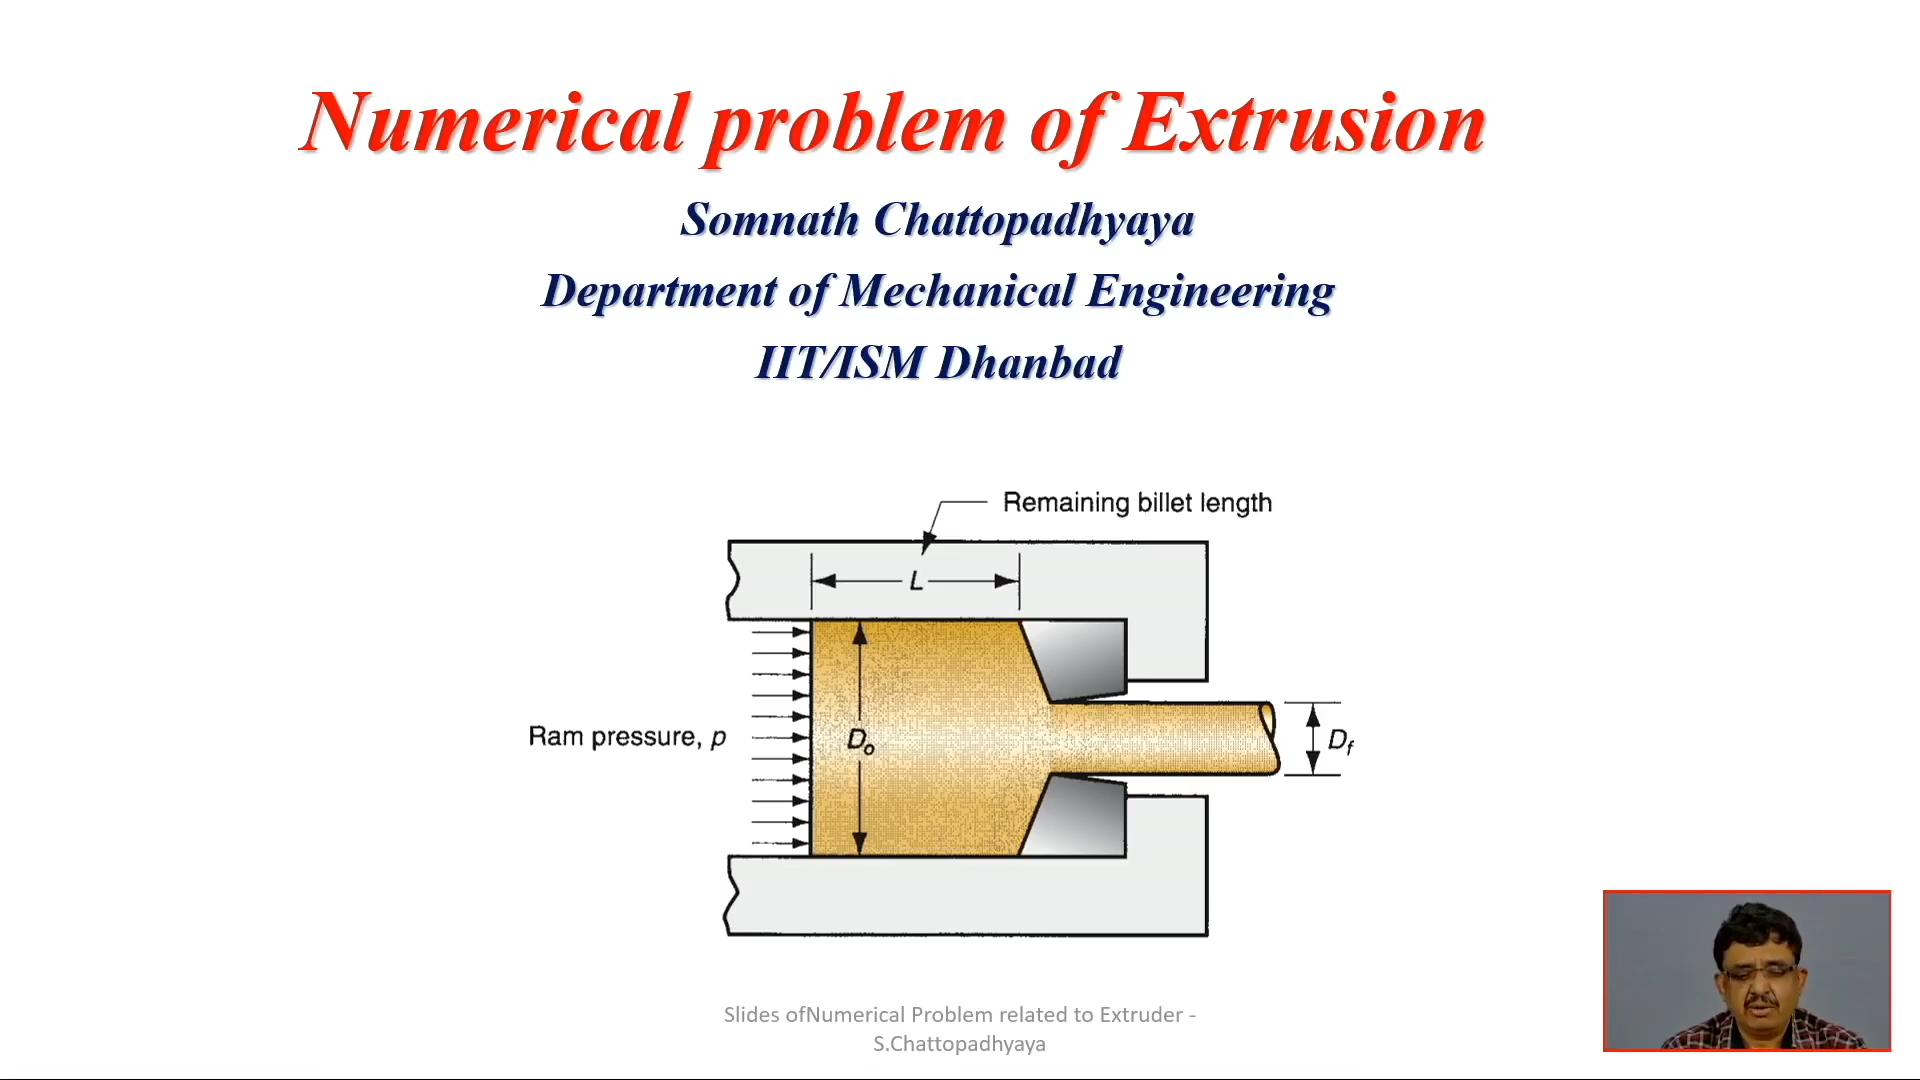 Numerical problem of Extrusion
Somnath Chattopadhyaya
Department of Mechanical Engineering
IIT/ISM Dhanbad
Remaining billet length
L
Ram pressure, p
Do
Df
Slides ofNumerical Problem related to Extruder -
S.Chattopadhyaya